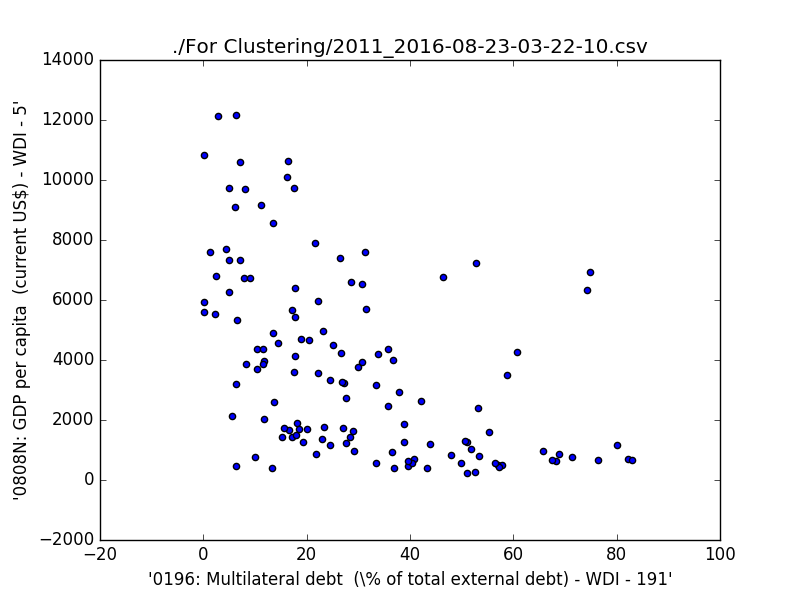 ./For Clustering/2011_2016-08-23-03-22-10.csv
14000
12000
10000
8000
6000
4000
2000
0
−2000
'0808N: GDP per capita  (current US$) - WDI - 5'
−20 0 20 40 60 80 100
'0196: Multilateral debt  (\% of total external debt) - WDI - 191'